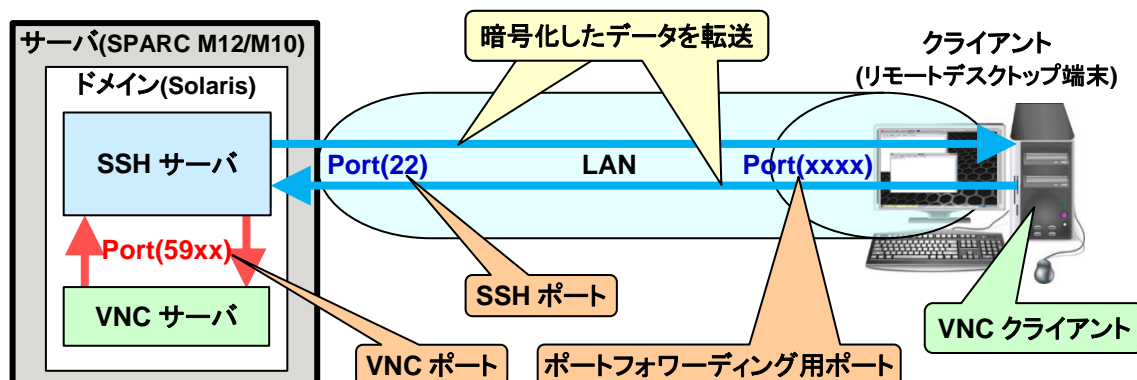 サーバ(SPARC M12/M10)
ドメイン(Solaris)
SSH サーバ
Port(59xx)
VNC サーバ
暗号化したデータを転送
クライアント
(リモートデスクトップ端末)
Port(22)
LAN
Port(xxxx)
SSH ポート
VNC ポート
ポートフォワーディング用ポート
VNC クライアント